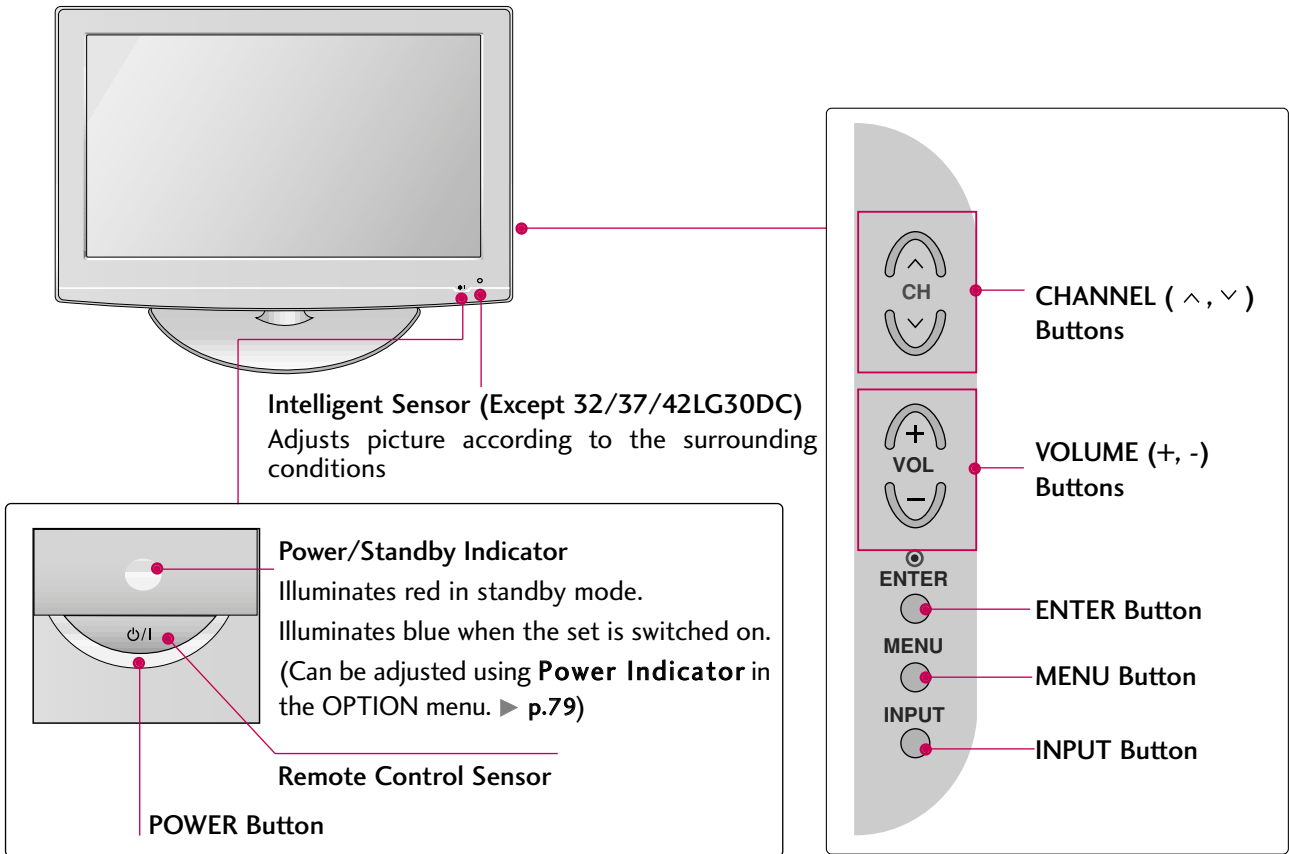 Intelligent Sensor (Except 32/37/42LG30DC)
Adjusts picture according to the surrounding
conditions
Power/Standby Indicator
Illuminates red in standby mode.
Illuminates blue when the set is switched on.
(Can be adjusted using Power Indicator in
the OPTION menu. ▶ p.79)
⏻/I
Remote Control Sensor
POWER Button
CH
CHANNEL ( ︿ , ﹀ )
Buttons
+
VOL
−
VOLUME (+, -)
Buttons
ENTER
ENTER Button
MENU
MENU Button
INPUT
INPUT Button